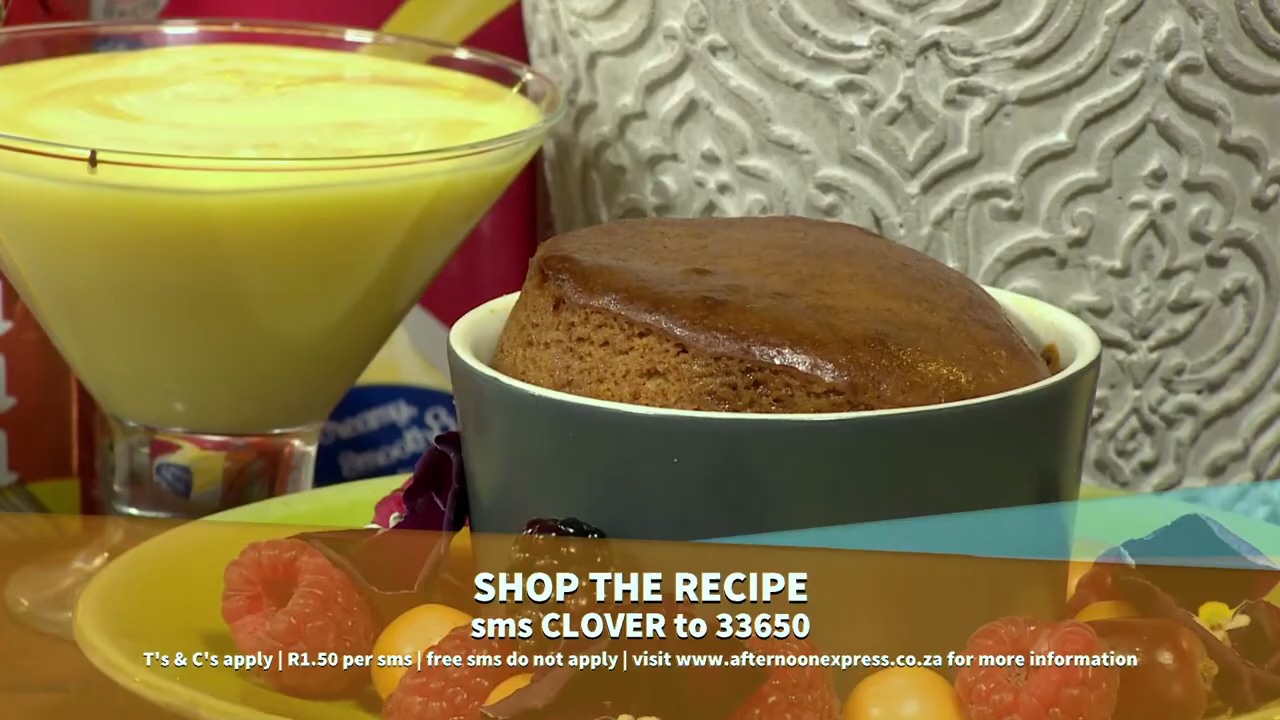 SHOP THE RECIPE
sms CLOVER to 33650
T's & C's apply | R1.50 per sms | free sms do not apply | visit www.afternoonexpress.co.za for more information